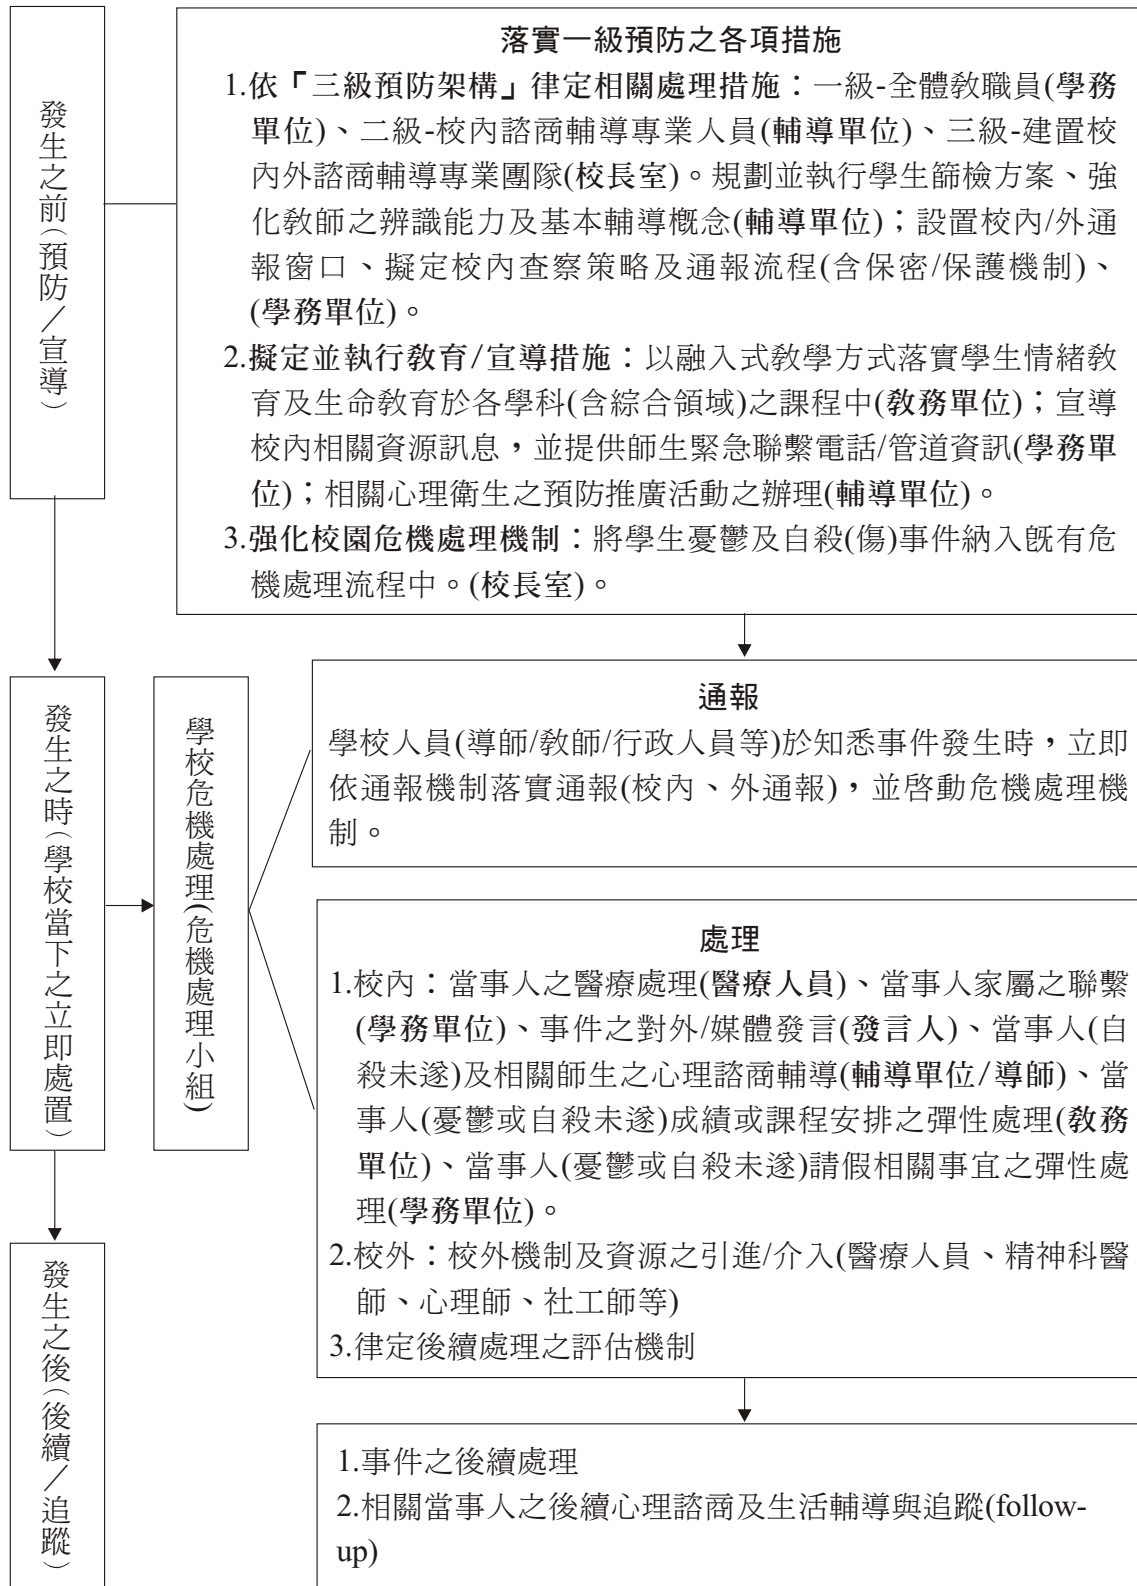 發生之前(預防／宣導)
落實一級預防之各項措施
1.依「三級預防架構」律定相關處理措施：一級-全體教職員(學務
單位)、二級-校內諮商輔導專業人員(輔導單位)、三級-建置校
內外諮商輔導專業團隊(校長室)。規劃並執行學生篩檢方案、強
化教師之辨識能力及基本輔導概念(輔導單位)；設置校內/外通
報窗口、擬定校內查察策略及通報流程(含保密/保護機制)、
(學務單位)。
2.擬定並執行教育/宣導措施：以融入式教學方式落實學生情緒教
育及生命教育於各學科(含綜合領域)之課程中(教務單位)；宣導
校內相關資源訊息，並提供師生緊急聯繫電話/管道資訊(學務單
位)；相關心理衛生之預防推廣活動之辦理(輔導單位)。
3.強化校園危機處理機制：將學生憂鬱及自殺(傷)事件納入既有危
機處理流程中。(校長室)。
發生之時(學校當下之立即處置)
學校危機處理(危機處理小組)
通報
學校人員(導師/教師/行政人員等)於知悉事件發生時，立即
依通報機制落實通報(校內、外通報)，並啓動危機處理機
制。
處理
1.校內：當事人之醫療處理(醫療人員)、當事人家屬之聯繫
(學務單位)、事件之對外/媒體發言(發言人)、當事人(自
殺未遂)及相關師生之心理諮商輔導(輔導單位/導師)、當
事人(憂鬱或自殺未遂)成績或課程安排之彈性處理(教務
單位)、當事人(憂鬱或自殺未遂)請假相關事宜之彈性處
理(學務單位)。
2.校外：校外機制及資源之引進/介入(醫療人員、精神科醫
師、心理師、社工師等)
3.律定後續處理之評估機制
發生之後(後續／追蹤)
1.事件之後續處理
2.相關當事人之後續心理諮商及生活輔導與追蹤(follow-
up)